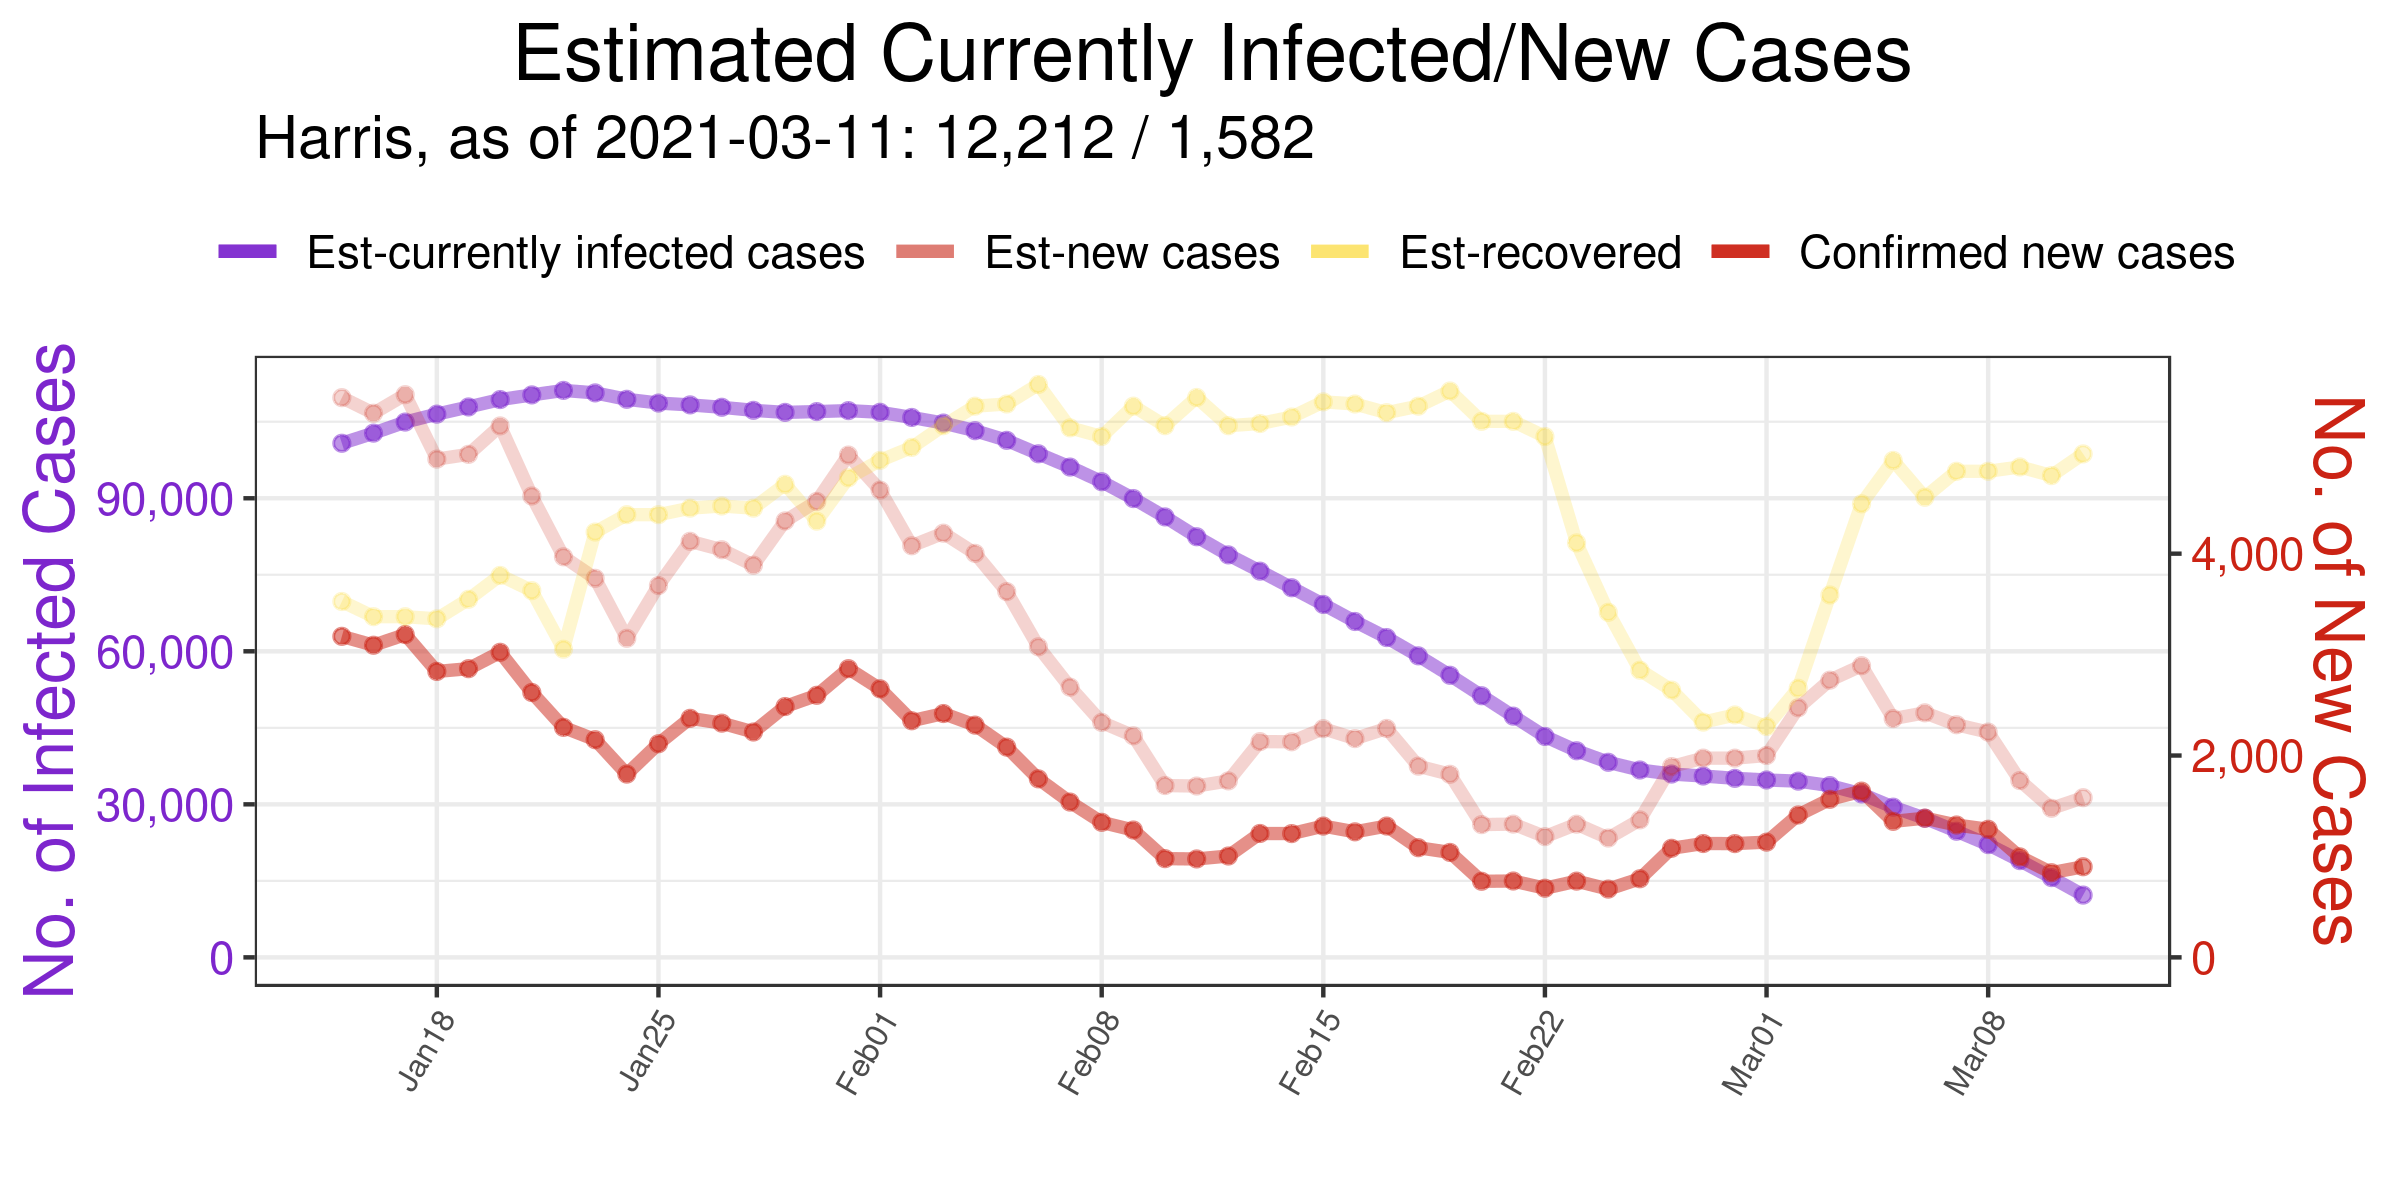 Estimated Currently Infected/New Cases
Harris, as of 2021-03-11: 12,212 / 1,582
Est-currently infected cases Est-new cases Est-recovered Confirmed new cases
No. of Infected Cases
90,000
60,000
30,000
0
4,000
2,000
0
No. of New Cases
Jan18 Jan25 Feb01 Feb08 Feb15 Feb22 Mar01 Mar08